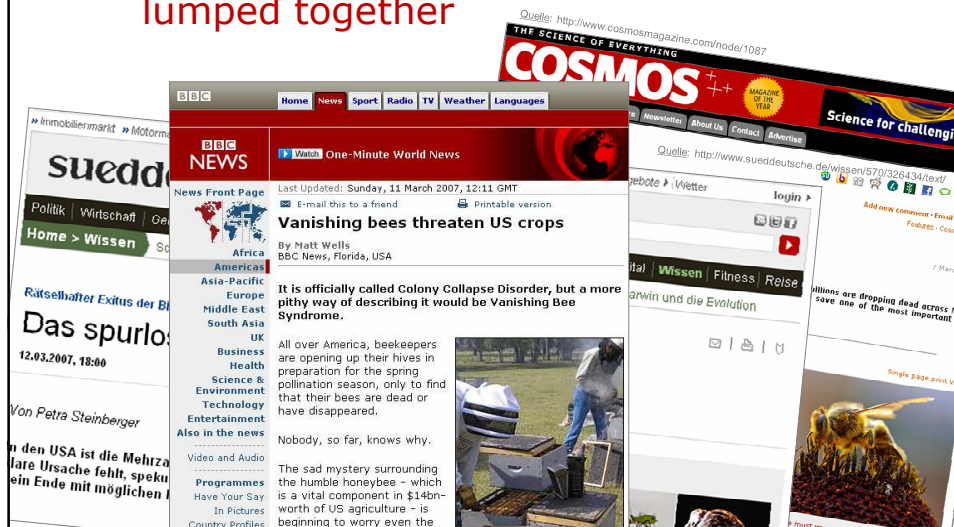 lumped together
Quelle: http://www.cosmosmagazine.com/node/1087
THE SCIENCE OF EVERYTHING
COSMOS
MAGAZINE
OF THE
YEAR
Science for challengi
Newsletter About Us Contact Advertise
Quelle: http://www.sueddeutsche.de/wissen/570/326434/text/
Add new comment • Email
Features
/ Mar
illions are dropping dead across
save one of the most important
Single page print v
must
» Immobilienmarkt » Motorma
suedd
Politik | Wirtschaft
Home > Wissen
Rätselhafter Exitus der Bi
Das spurlos
12.03.2007, 18:00
Von Petra Steinberger
n den USA ist die Mehrza
lare Ursache fehlt, speku
ein Ende mit möglichen
gebote Wetter
login
ital | Wissen | Fitness | Reise
arwin und die Evolution
BBC
Home News Sport Radio TV Weather Languages
BBC
NEWS
Watch One-Minute World News
News Front Page
Africa
Americas
Asia-Pacific
Europe
Middle East
South Asia
UK
Business
Health
Science &
Environment
Technology
Entertainment
Also in the news
Video and Audio
Programmes
Have Your Say
In Pictures
Country Profiles
Last Updated: Sunday, 11 March 2007, 12:11 GMT
E-mail this to a friend Printable version
Vanishing bees threaten US crops
By Matt Wells
BBC News, Florida, USA
It is officially called Colony Collapse Disorder, but a more
pithy way of describing it would be Vanishing Bee
Syndrome.
All over America, beekeepers
are opening up their hives in
preparation for the spring
pollination season, only to find
that their bees are dead or
have disappeared.
Nobody, so far, knows why.
The sad mystery surrounding
the humble honeybee - which
is a vital component in $14bn-
worth of US agriculture - is
beginning to worry even the